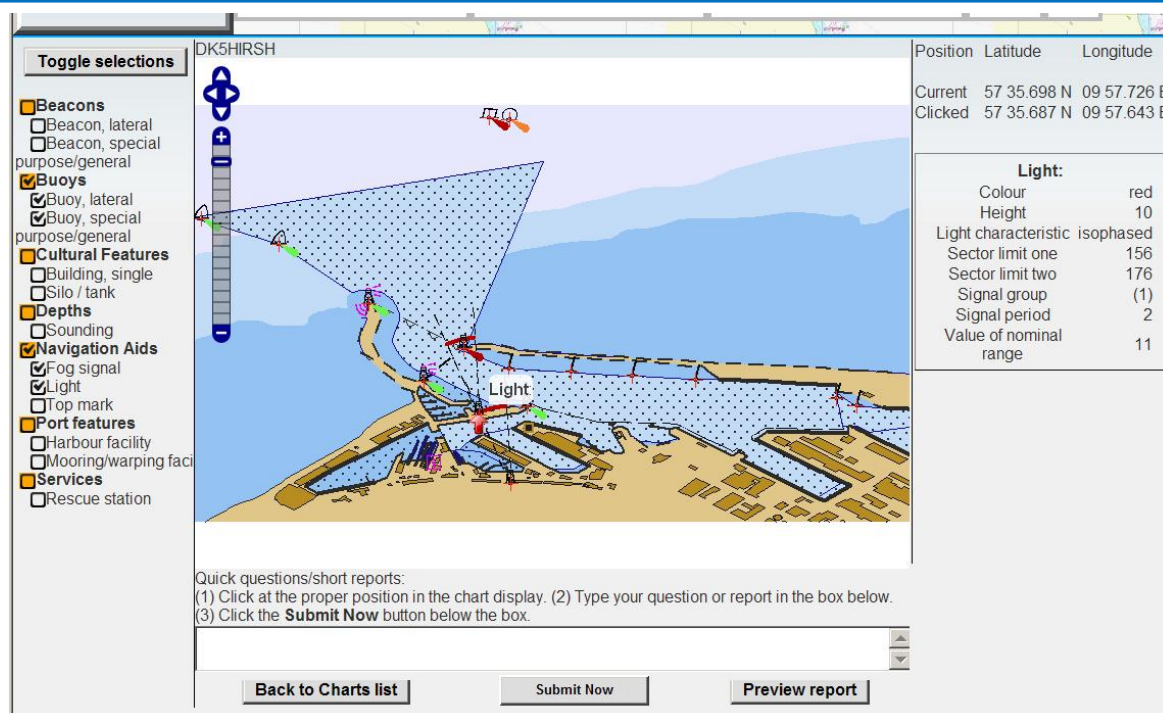 Toggle selections
Beacons
Beacon, lateral
Beacon, special
purpose/general
Buoys
Buoy, lateral
Buoy, special
purpose/general
Cultural Features
Building, single
Silo / tank
Depths
Sounding
Navigation Aids
Fog signal
Light
Top mark
Port features
Harbour facility
Mooring/warping faci
Services
Rescue station
DK5HIRSH
Light
Position Latitude Longitude
Current 57 35.698 N 09 57.726 E
Clicked 57 35.687 N 09 57.643 E
Light:
Colour red
Height 10
Light characteristic isophased
Sector limit one 156
Sector limit two 176
Signal group (1)
Signal period 2
Value of nominal
range 11
Quick questions/short reports:
(1) Click at the proper position in the chart display. (2) Type your question or report in the box below.
(3) Click the Submit Now button below the box.
Back to Charts list Submit Now Preview report